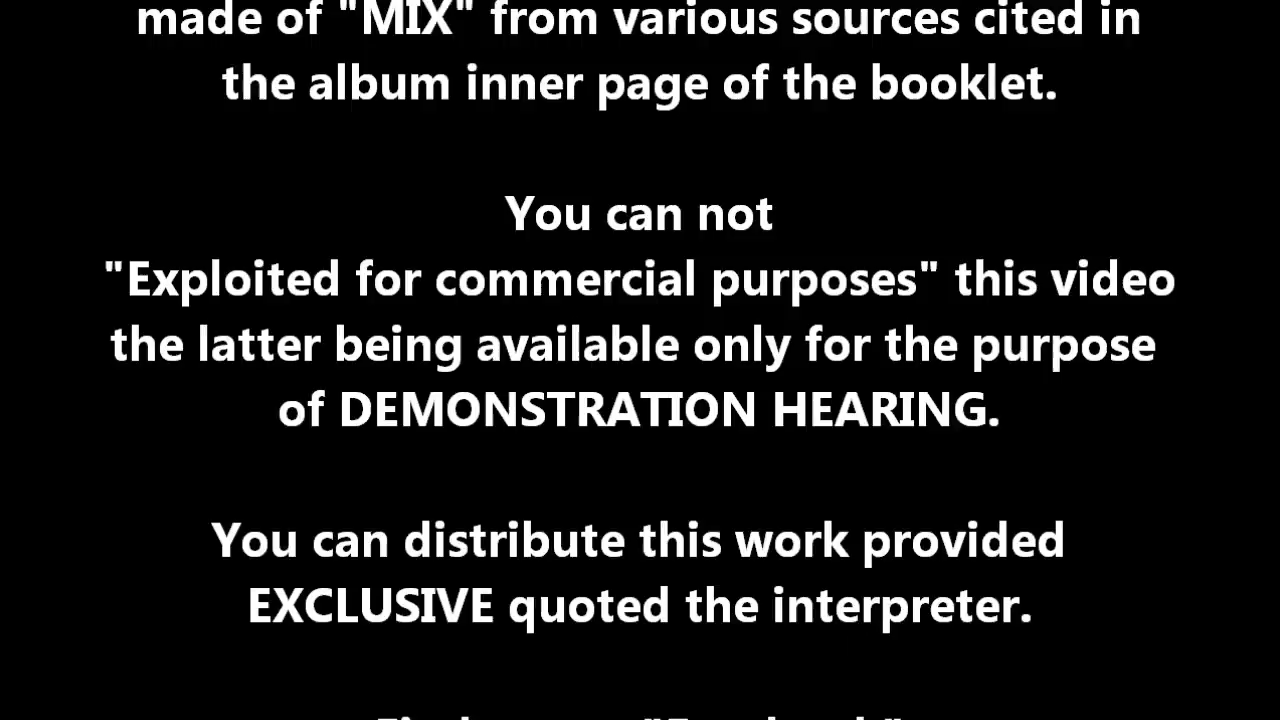 made of "MIX" from various sources cited in
the album inner page of the booklet.
You can not
"Exploited for commercial purposes" this video
the latter being available only for the purpose
of DEMONSTRATION HEARING.
You can distribute this work provided
EXCLUSIVE quoted the interpreter.